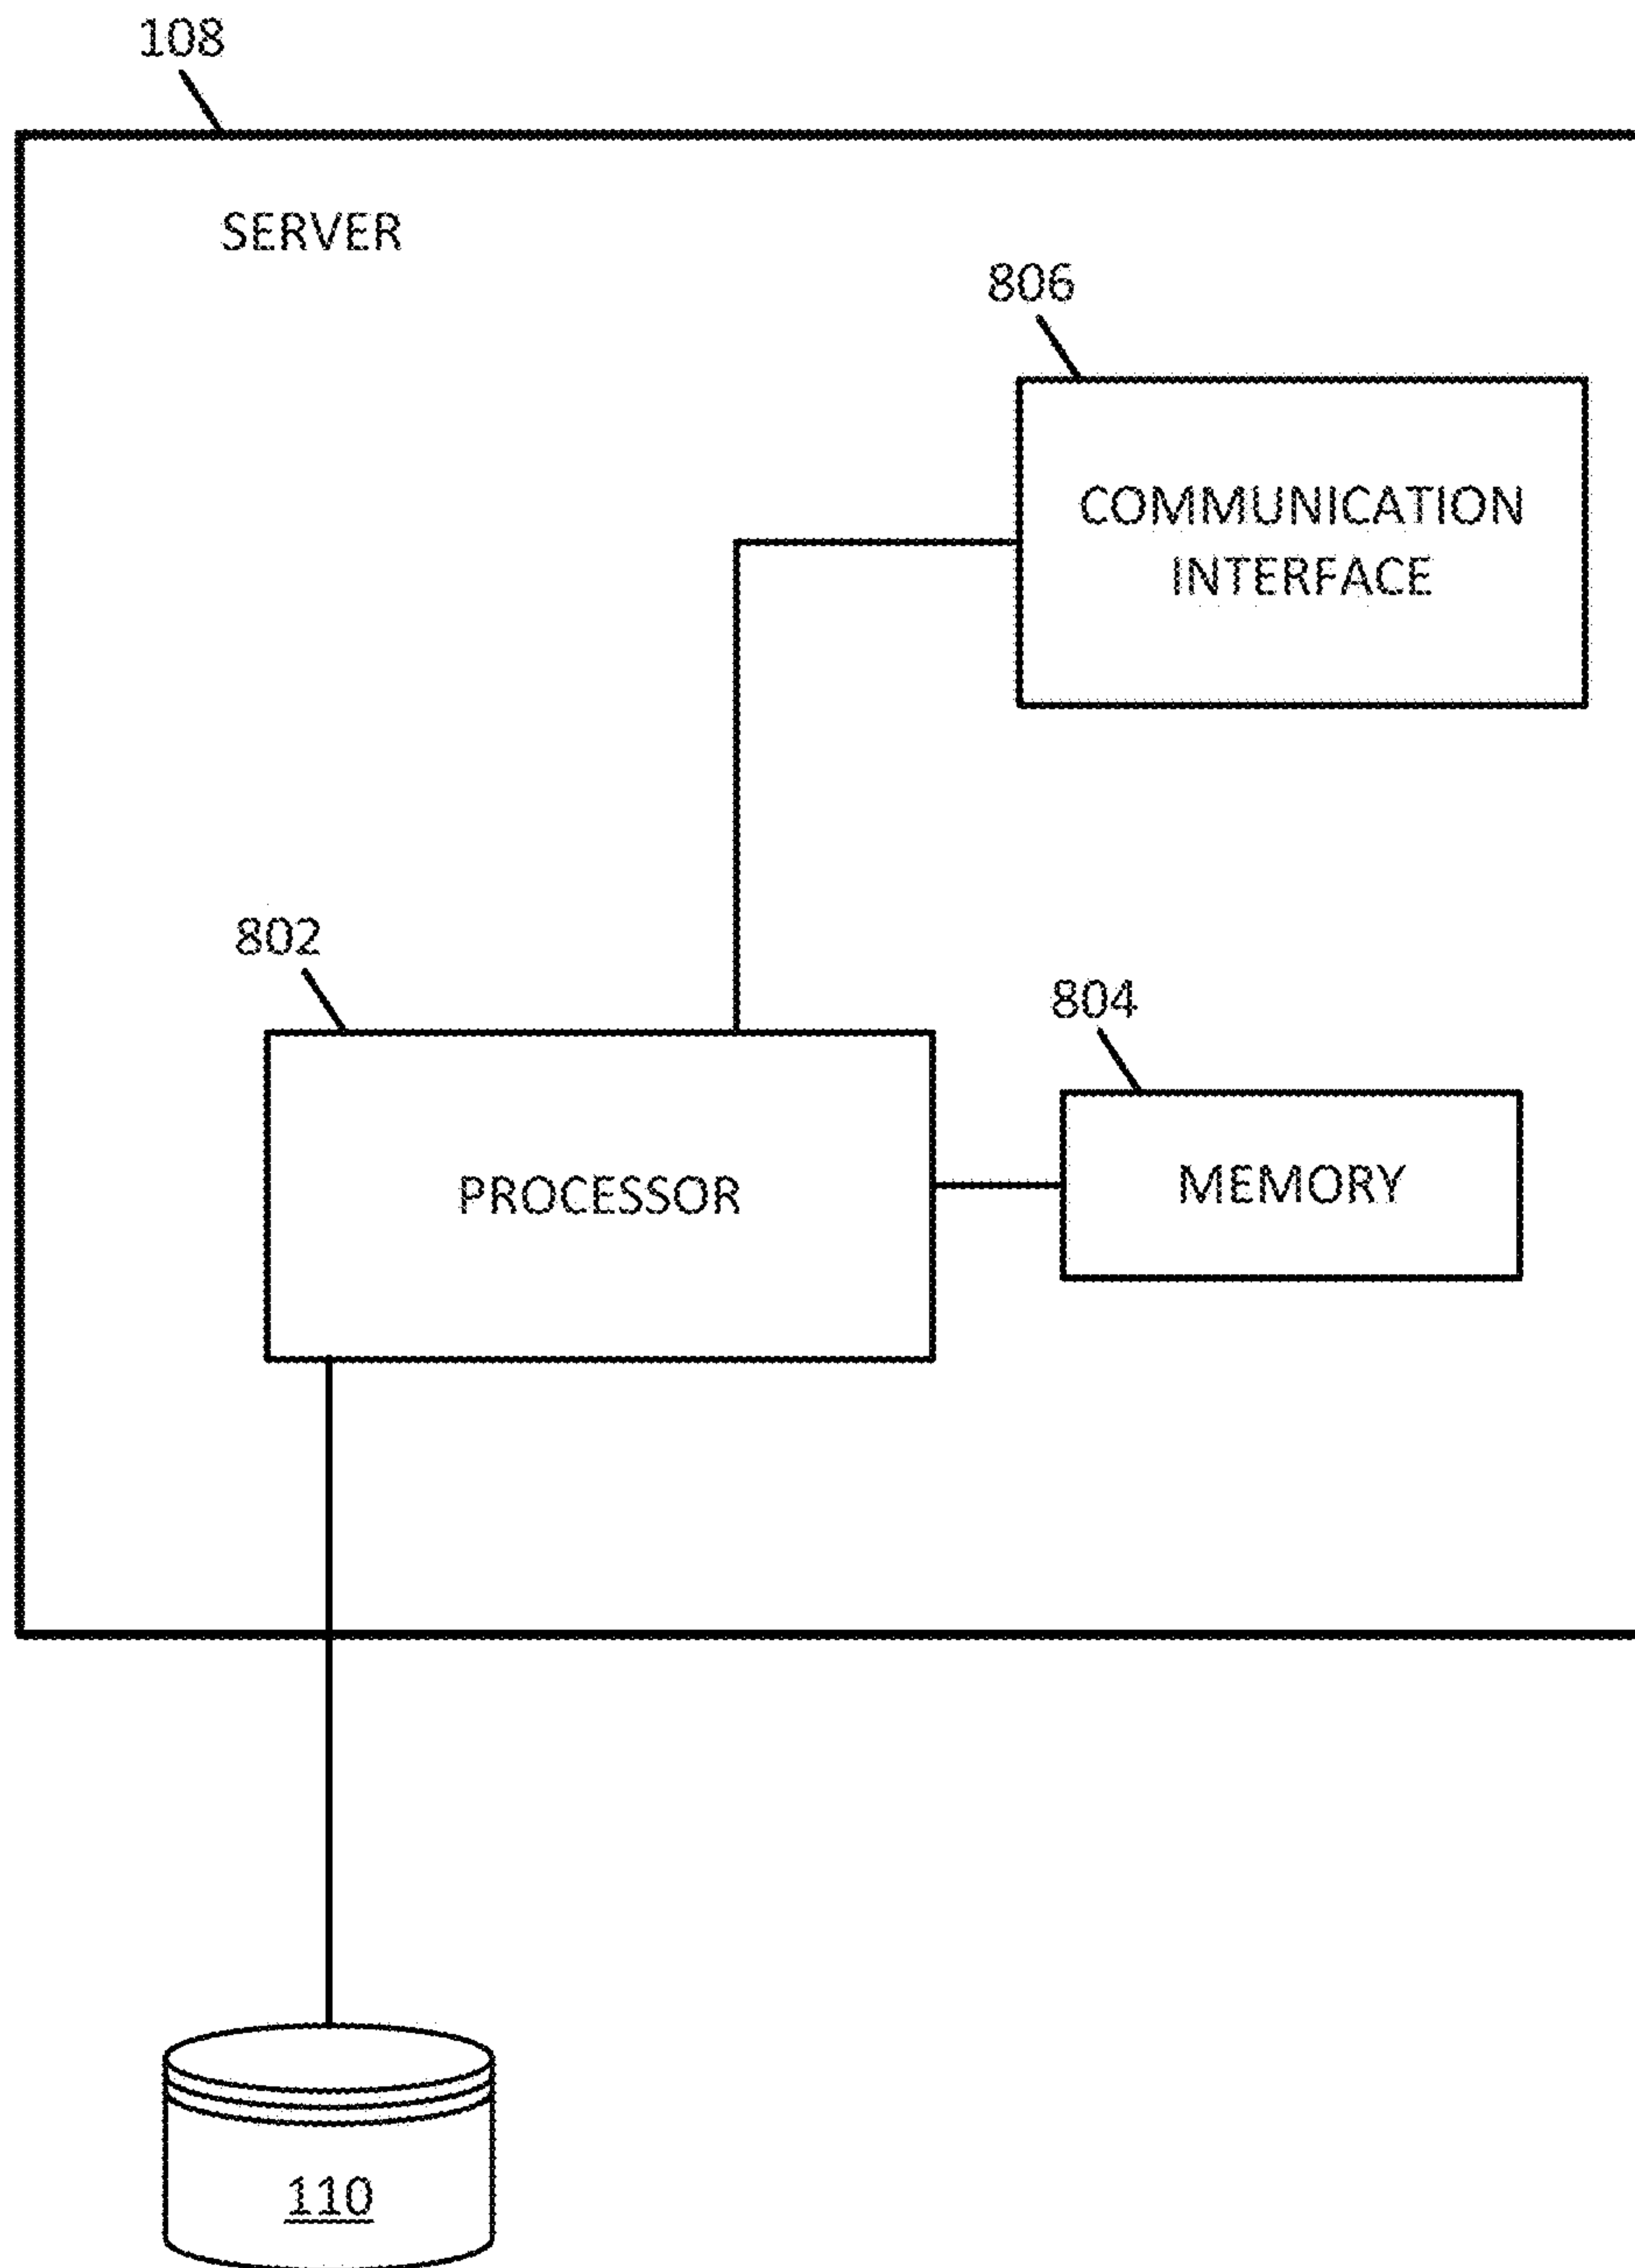 108
SERVER
806
COMMUNICATION
INTERFACE
802
804
PROCESSOR
MEMORY
110